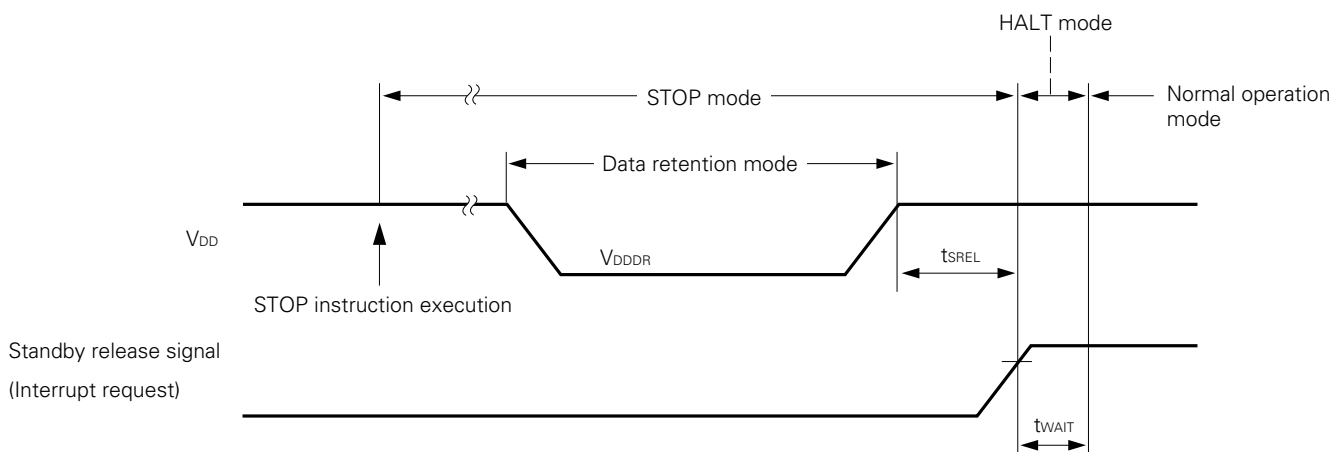 HALT mode
STOP mode
Normal operation
mode
Data retention mode
VDD
VDDDR
tSREL
STOP instruction execution
Standby release signal
(Interrupt request)
tWAIT